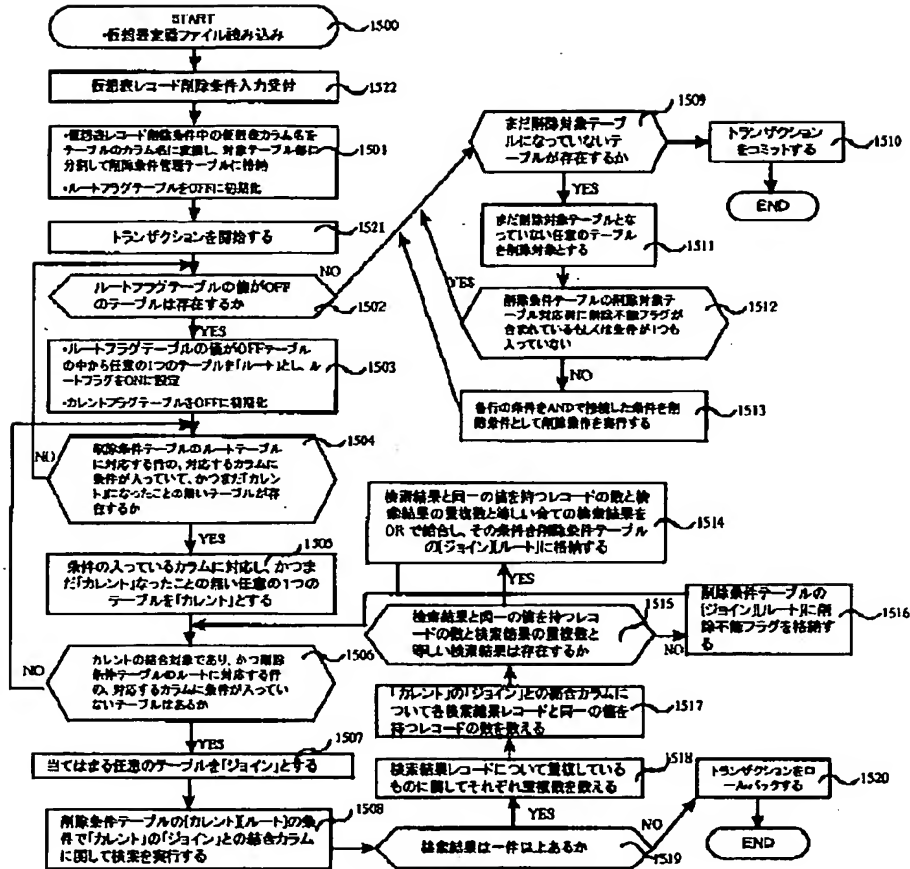 START
・仮想表定義ファイル読み込み
1500
仮想表レコード削除条件入力受付
1522
・仮想表レコード削除条件中の仮想表カラム名を
テーブルのカラム名に変換し、対象テーブル毎に
分割して削除条件管理テーブルに格納
・ルートフラグテーブルをOFFに初期化
1501
トランザクションを開始する
1521
ルートフラグテーブルの値がOFF
のテーブルは存在するか
NO
1502
YES
・ルートフラグテーブルの値がOFFテーブル
の中から任意の1つのテーブルを「ルート」とし、ル
ートフラグをONに設定
・カレントフラグテーブルをOFFに初期化
1503
削除条件テーブルのルートテーブル
に対応する行の、対応するカラムに
条件が入っていて、かつまだ「カレン
ト」になったことの無いテーブルが存
在するか
NO
1504
YES
条件の入っているカラムに対応し、かつま
だ「カレント」なったことの無い任意の1つの
テーブルを「カレント」とする
1505
カレントの結合対象であり、かつ削除
条件テーブルのルートに対応する行
の、対応するカラムに条件が入ってい
ないテーブルはあるか
NO
1506
YES
当てはまる任意のテーブルを「ジョイン」とする
1507
削除条件テーブルの[カレント][ルート]の条
件で「カレント」の「ジョイン」との結合カラム
に関して検索を実行する
1508
まだ削除対象テーブ
ルになっていないテ
ーブルが存在するか
1509
トランザクション
をコミットする
1510
END
YES
まだ削除対象テーブルとな
っていない任意のテーブル
を削除対象とする
1511
YES
削除条件テーブルの削除対象テ
ーブル対応列に削除不能フラグが
含まれているもしくは条件が1つも
入っていない
1512
NO
各行の条件をANDで接続した条件を削
除条件として削除操作を実行する
1513
検索結果と同一の値を持つレコードの数と検
索結果の重複数と等しい全ての検索結果を
ORで結合し、その条件を削除条件テーブル
の[ジョイン][ルート]に格納する
1514
YES
検索結果と同一の値を持つレコ
ードの数と検索結果の重複数と
等しい検索結果は存在するか
1515
NO
削除条件テーブルの
[ジョイン][ルート]に削
除不能フラグを格納す
る
1516
「カレント」の「ジョイン」との結合カラムに
ついて各検索結果レコードと同一の値を
持つレコードの数を数える
1517
検索結果レコードについて重複している
ものに関してそれぞれ重複数を数える
1518
YES
検索結果は一件以上あるか
1519
NO
トランザクションをロ
ールバックする
1520
END